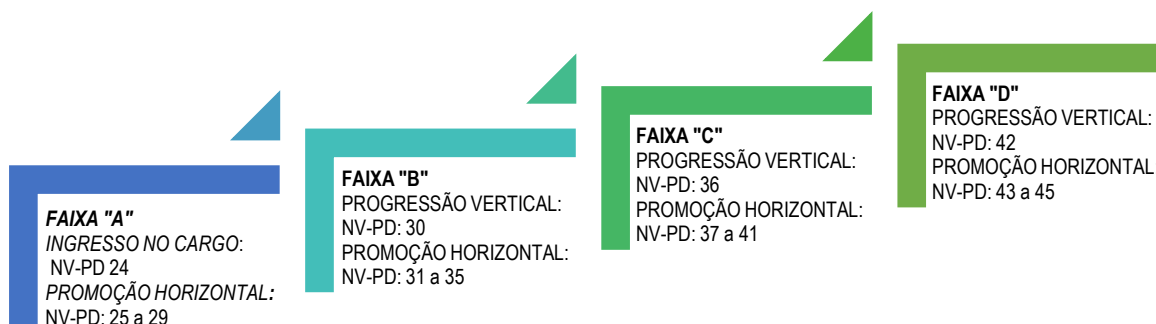 FAIXA "A"
INGRESSO NO CARGO:
NV-PD 24
PROMOÇÃO HORIZONTAL:
NV-PD: 25 a 29
FAIXA "B"
PROGRESSÃO VERTICAL:
NV-PD: 30
PROMOÇÃO HORIZONTAL:
NV-PD: 31 a 35
FAIXA "C"
PROGRESSÃO VERTICAL:
NV-PD: 36
PROMOÇÃO HORIZONTAL:
NV-PD: 37 a 41
FAIXA "D"
PROGRESSÃO VERTICAL:
NV-PD: 42
PROMOÇÃO HORIZONTAL
NV-PD: 43 a 45